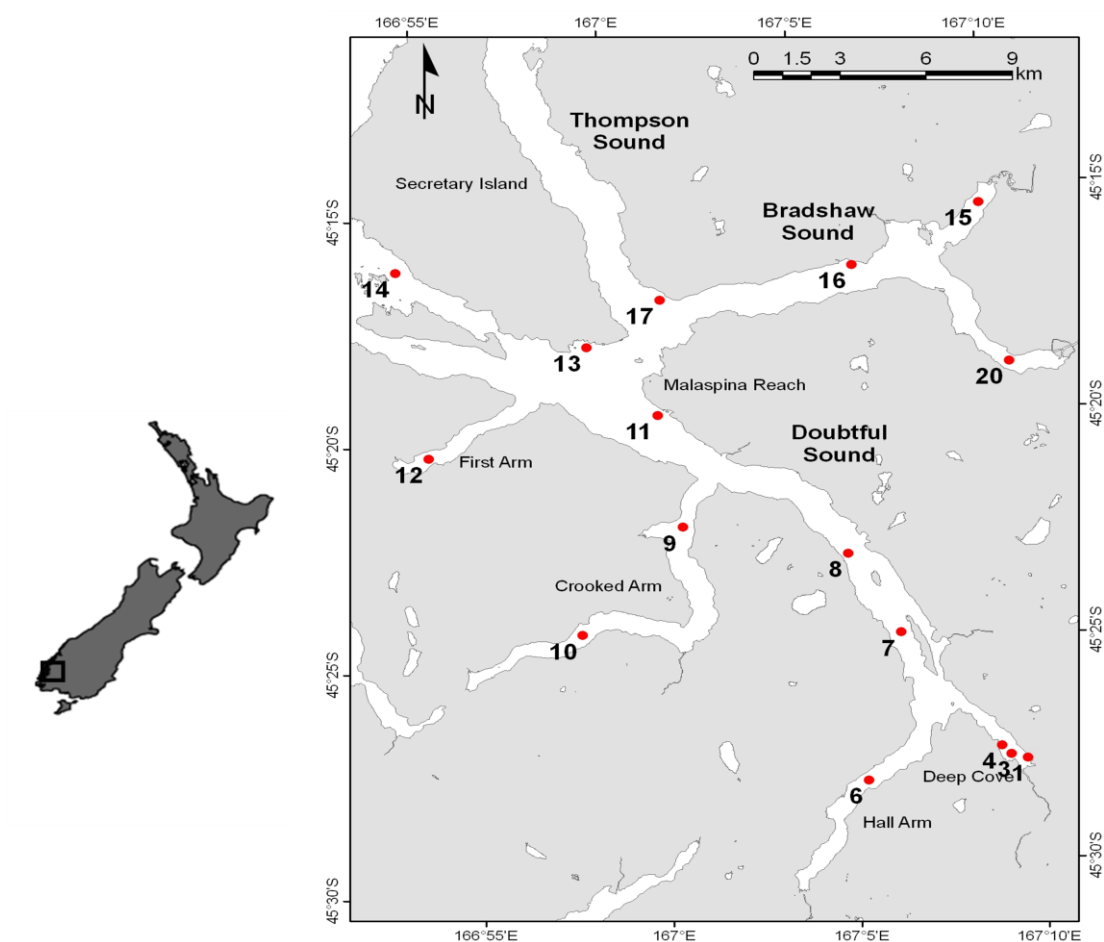 166°55'E 167°E 167°5'E 167°10'E
0 1.5 3 6 9
km
N
Thompson
Sound
Secretary Island
45°15'S
45°15'S
Bradshaw
Sound
15
16
14
17
13
20
Malaspina Reach
45°20'S
11
Doubtful
Sound
45°20'S
First Arm
12
9
8
Crooked Arm
45°25'S
10
7
45°25'S
4
3
1
Deep Cove
6
Hall Arm
45°30'S
45°30'S
166°55'E 167°E 167°5'E 167°10'E